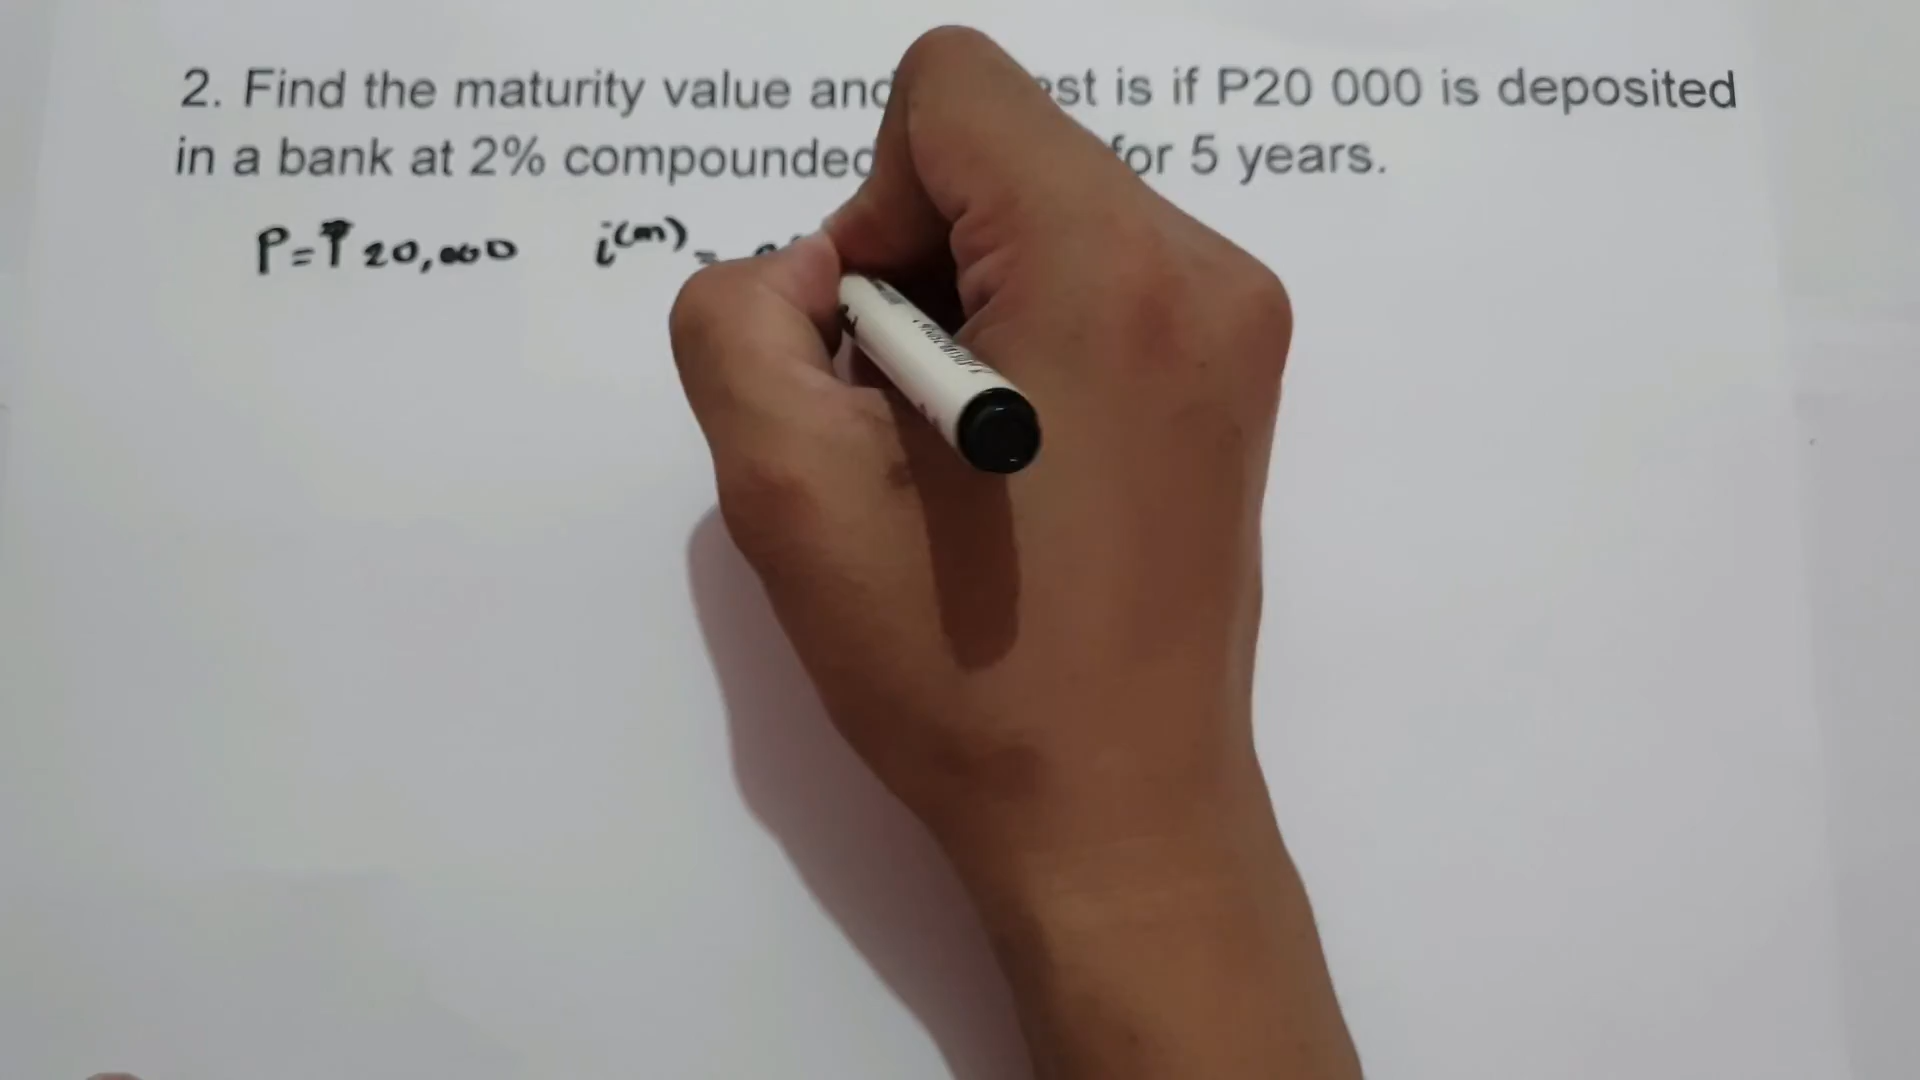 2. Find the maturity value and is if P20 000 is deposited
in a bank at 2% compounded for 5 years.
P=₱20,000 i(m) =